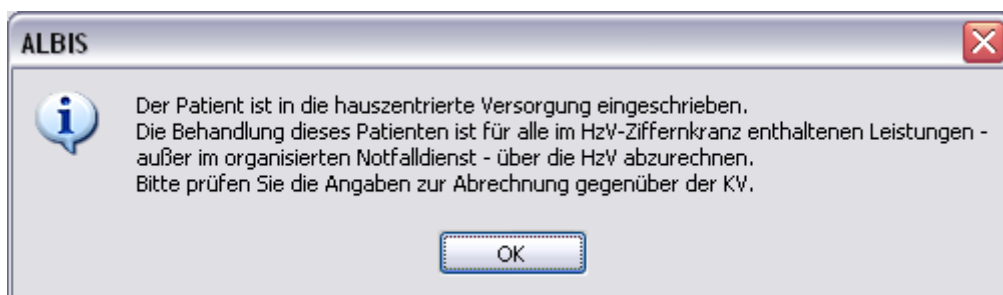 ALBIS
Der Patient ist in die hauszentrierte Versorgung eingeschrieben.
Die Behandlung dieses Patienten ist für alle im HzV-Ziffernkranz enthaltenen Leistungen -
außer im organisierten Notfalldienst - über die HzV abzurechnen.
Bitte prüfen Sie die Angaben zur Abrechnung gegenüber der KV.
OK